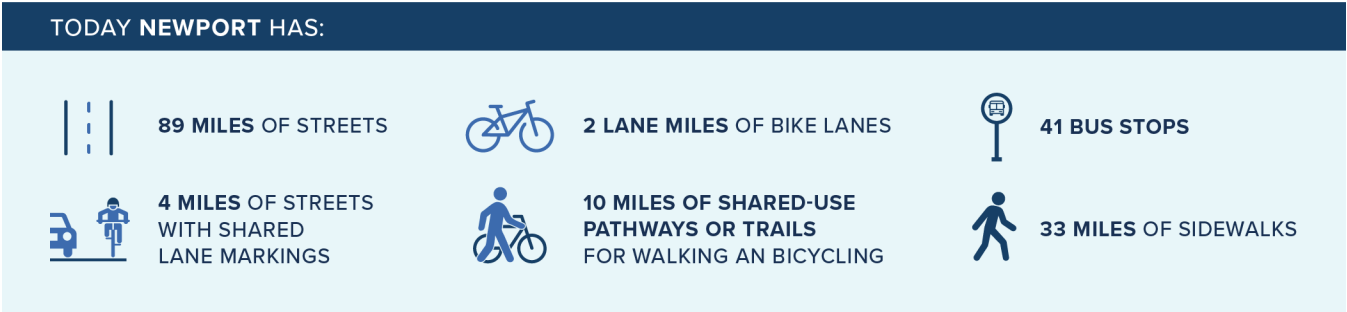 TODAY NEWPORT HAS:
89 MILES OF STREETS
2 LANE MILES OF BIKE LANES
41 BUS STOPS
4 MILES OF STREETS
WITH SHARED
LANE MARKINGS
10 MILES OF SHARED-USE
PATHWAYS OR TRAILS
FOR WALKING AN BICYCLING
33 MILES OF SIDEWALKS